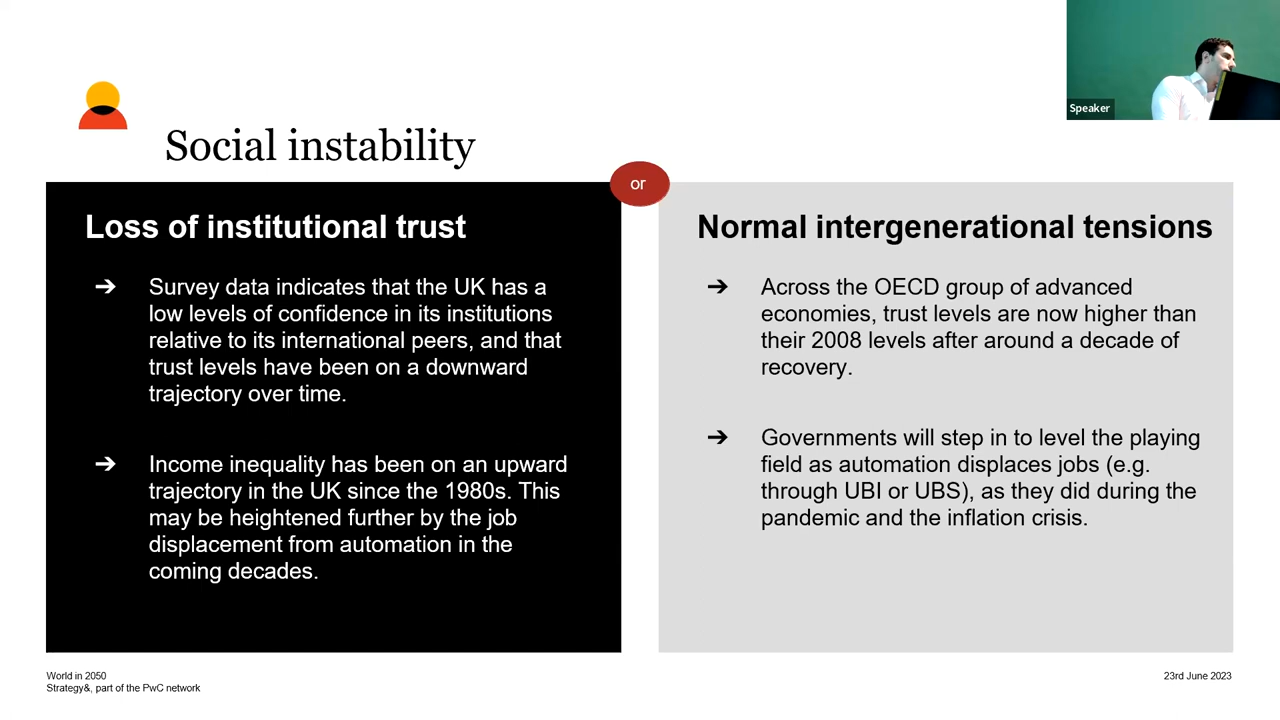 Speaker
Social instability
or
Loss of institutional trust
➔ Survey data indicates that the UK has a
low levels of confidence in its institutions
relative to its international peers, and that
trust levels have been on a downward
trajectory over time.
➔ Income inequality has been on an upward
trajectory in the UK since the 1980s. This
may be heightened further by the job
displacement from automation in the
coming decades.
Normal intergenerational tensions
➔ Across the OECD group of advanced
economies, trust levels are now higher than
their 2008 levels after around a decade of
recovery.
➔ Governments will step in to level the playing
field as automation displaces jobs (e.g.
through UBI or UBS), as they did during the
pandemic and the inflation crisis.
World in 2050
Strategy&, part of the PwC network
23rd June 2023